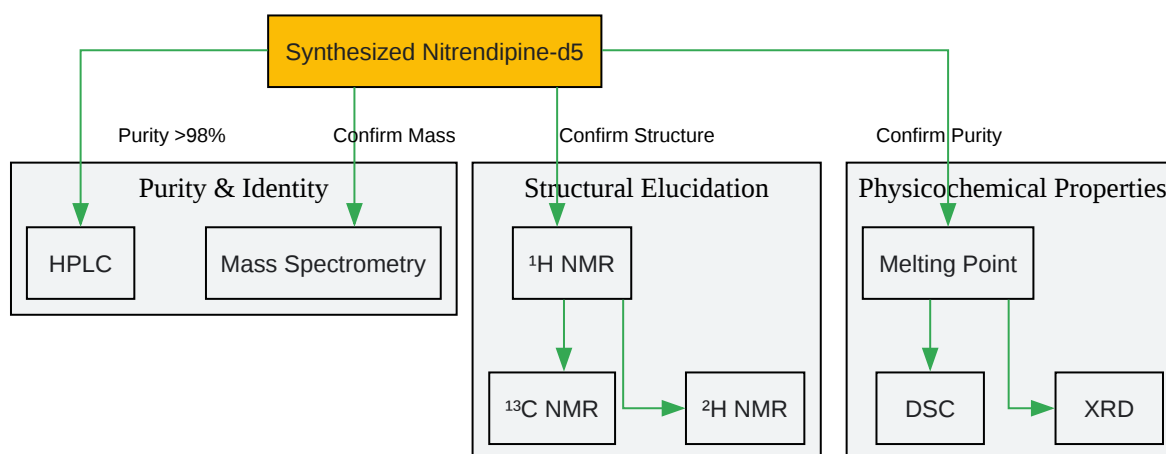 Synthesized Nitrendipine-d5
Purity >98%
Confirm Mass
Confirm Structure
Confirm Purity
Purity & Identity
Structural Elucidation
Physicochemical Properties
HPLC
Mass Spectrometry
¹H NMR
Melting Point
¹³C NMR
²H NMR
DSC
XRD